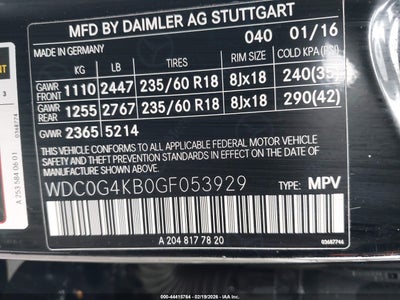 MFD BY DAIMLER AG STUTTGART
040 01/16
MADE IN GERMANY
KG LB TIRES RIM SIZE COLD KPA (PSI)
GAWR FRONT 1110 2447 235/60 R18 8Jx18 240(35)
GAWR REAR 1255 2767 235/60 R18 8Jx18 290(42)
GVWR 2365 5214
THIS VEHICLE CONFORMS TO ALL APPLICABLE U.S. FEDERAL
MOTOR VEHICLE SAFETY STANDARDS IN EFFECT ON THE DATE
OF MANUFACTURE SHOWN ABOVE.
WDC0G4KB0GF053929 TYPE: MPV
A 204 817 78 20
A 253 584 06 01
000-44415764 - 02/19/2026 - IAA, Inc.